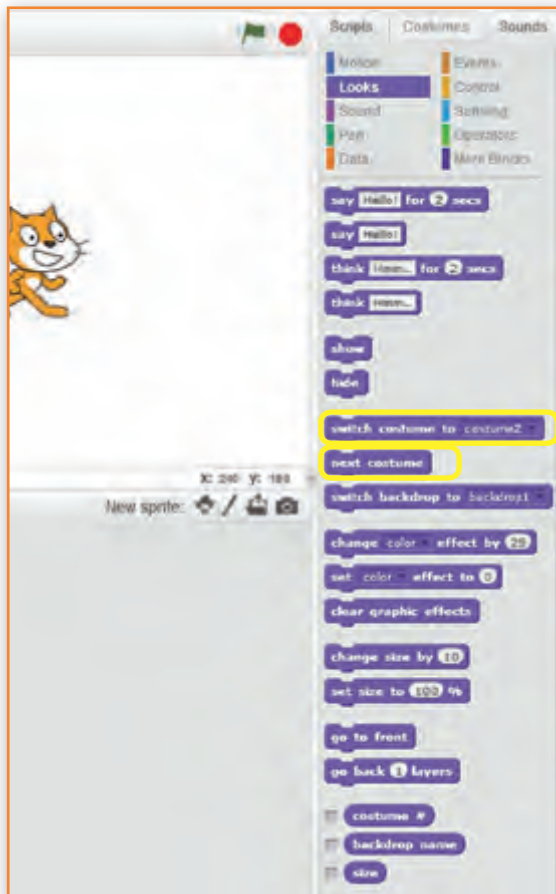 Scripts Costumes Sounds
Motion Events
Looks Control
Sound Sensing
Pen Operators
Data More Blocks
say Hello! for 2 secs
say Hello!
think Hmm... for 2 secs
think Hmm...
show
hide
switch costume to costume2
next costume
switch backdrop to backdrop1
X: 240 y: 180
New sprite:
change color effect by 25
set color effect to 0
clear graphic effects
change size by 10
set size to 100 %
go to front
go back 1 layers
costume #
backdrop name
size